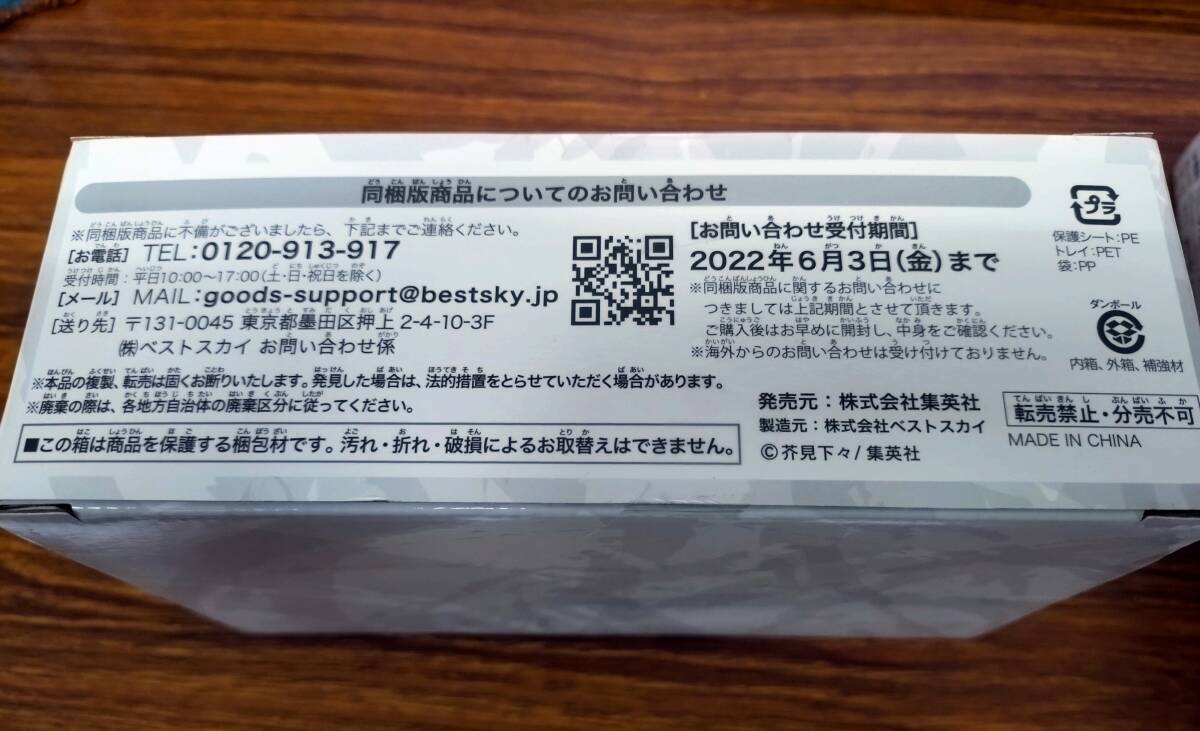 同梱版商品についてのお問い合わせ
※同梱版商品に不備がございましたら、下記までご連絡ください。
[お電話] TEL:0120-913-917
受付時間:平日10:00~17:00(土・日・祝日を除く)
[メール] MAIL:goods-support@bestsky.jp
[送り先] 〒131-0045 東京都墨田区押上 2-4-10-3F
㈱ベストスカイ お問い合わせ係
[お問い合わせ受付期間]
2022年6月3日(金)まで
※同梱版商品に関するお問い合わせに
つきましては上記期間とさせて頂きます。
ご購入後はお早めに開封し、中身をご確認ください。
※海外からのお問い合わせは受け付けておりません。
プラ
保護シート:PE
トレイ:PET
袋:PP
ダンボール
内箱、外箱、補強材
※本品の複製、転売は固くお断りいたします。発見した場合は、法的措置をとらせていただく場合があります。
※廃棄の際は、各地方自治体の廃棄区分に従ってください。
■この箱は商品を保護する梱包材です。汚れ・折れ・破損によるお取替えはできません。
発売元:株式会社集英社
製造元:株式会社ベストスカイ
©芥見下々/集英社
転売禁止・分売不可
MADE IN CHINA